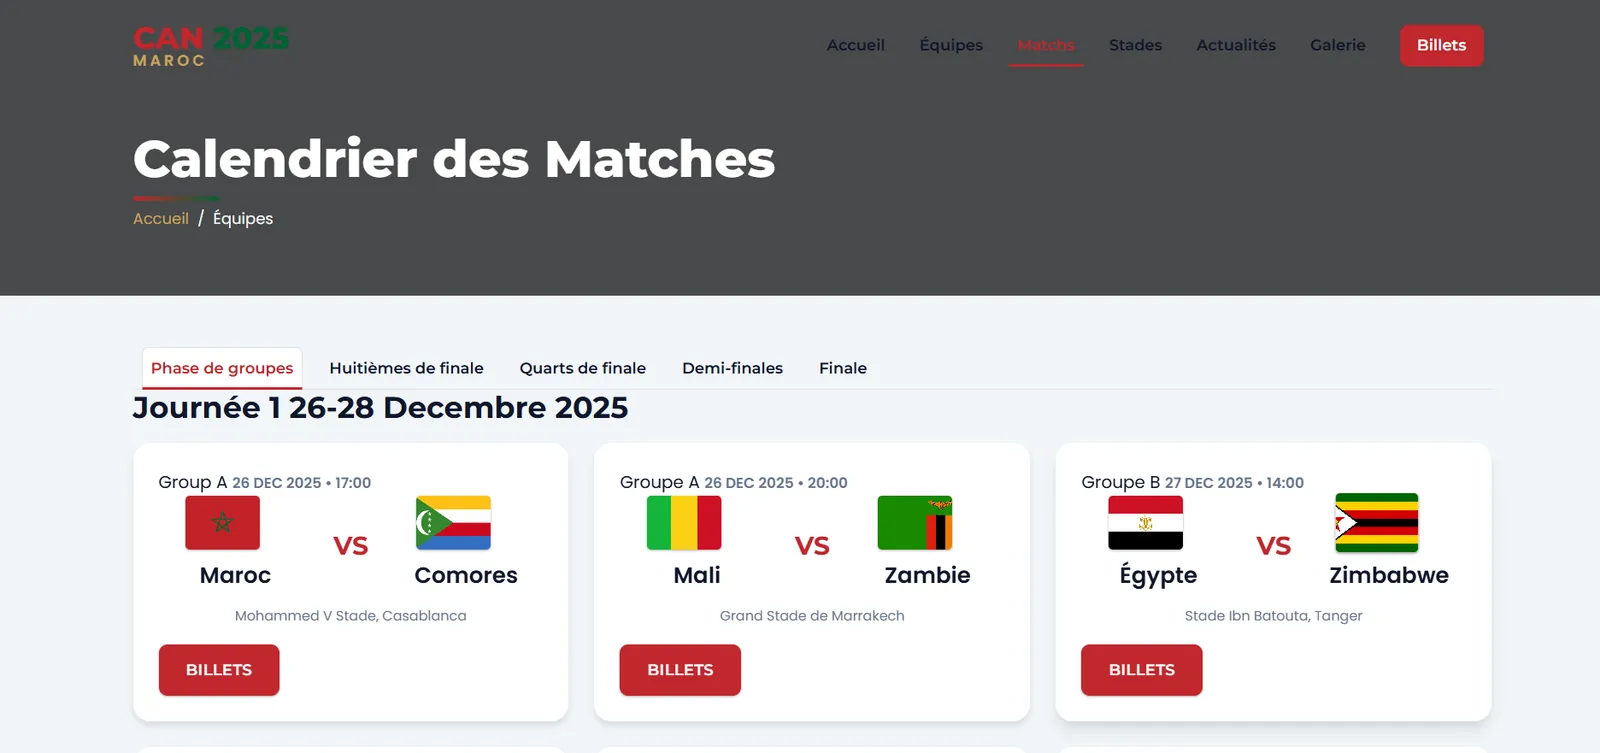 CAN 2025
MAROC
Accueil Équipes Matchs Stades Actualités Galerie Billets
Calendrier des Matches
Accueil / Équipes
Phase de groupes Huitièmes de finale Quarts de finale Demi-finales Finale
Journée 1 26-28 Decembre 2025
Group A 26 DEC 2025 • 17:00
VS
Maroc Comores
Mohammed V Stade, Casablanca
BILLETS
Groupe A 26 DEC 2025 • 20:00
VS
Mali Zambie
Grand Stade de Marrakech
BILLETS
Groupe B 27 DEC 2025 • 14:00
VS
Égypte Zimbabwe
Stade Ibn Batouta, Tanger
BILLETS